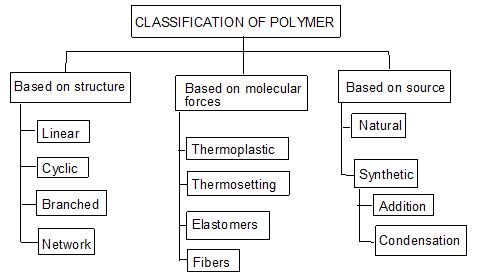 CLASSIFICATION OF POLYMER
Based on structure
Linear
Cyclic
Branched
Network
Based on molecular
forces
Thermoplastic
Thermosetting
Elastomers
Fibers
Based on source
Natural
Synthetic
Addition
Condensation